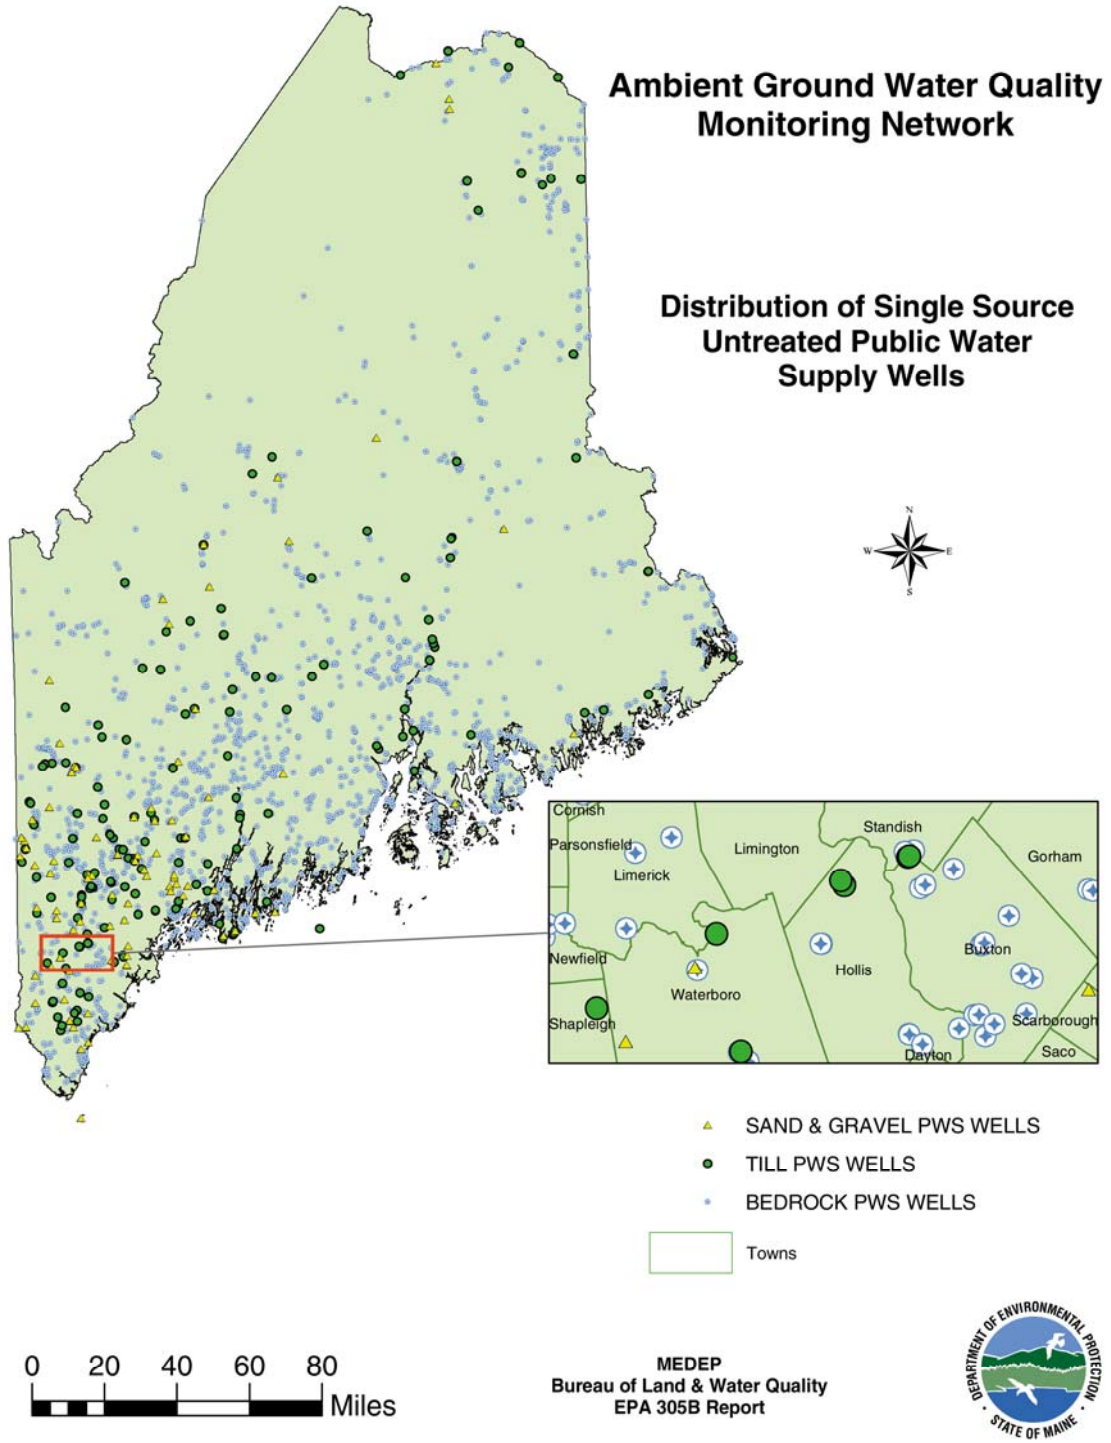 Ambient Ground Water Quality
Monitoring Network
Distribution of Single Source
Untreated Public Water
Supply Wells
N
W E
S
Cornish
Standish
Parsonsfield
Limington
Gorham
Limerick
Buxton
Newfield
Hollis
Waterboro
Shapleigh
Scarborough
Dayton
Saco
SAND & GRAVEL PWS WELLS
TILL PWS WELLS
BEDROCK PWS WELLS
Towns
0 20 40 60 80
Miles
MEDEP
Bureau of Land & Water Quality
EPA 305B Report
DEPARTMENT OF ENVIRONMENTAL PROTECTION
STATE OF MAINE